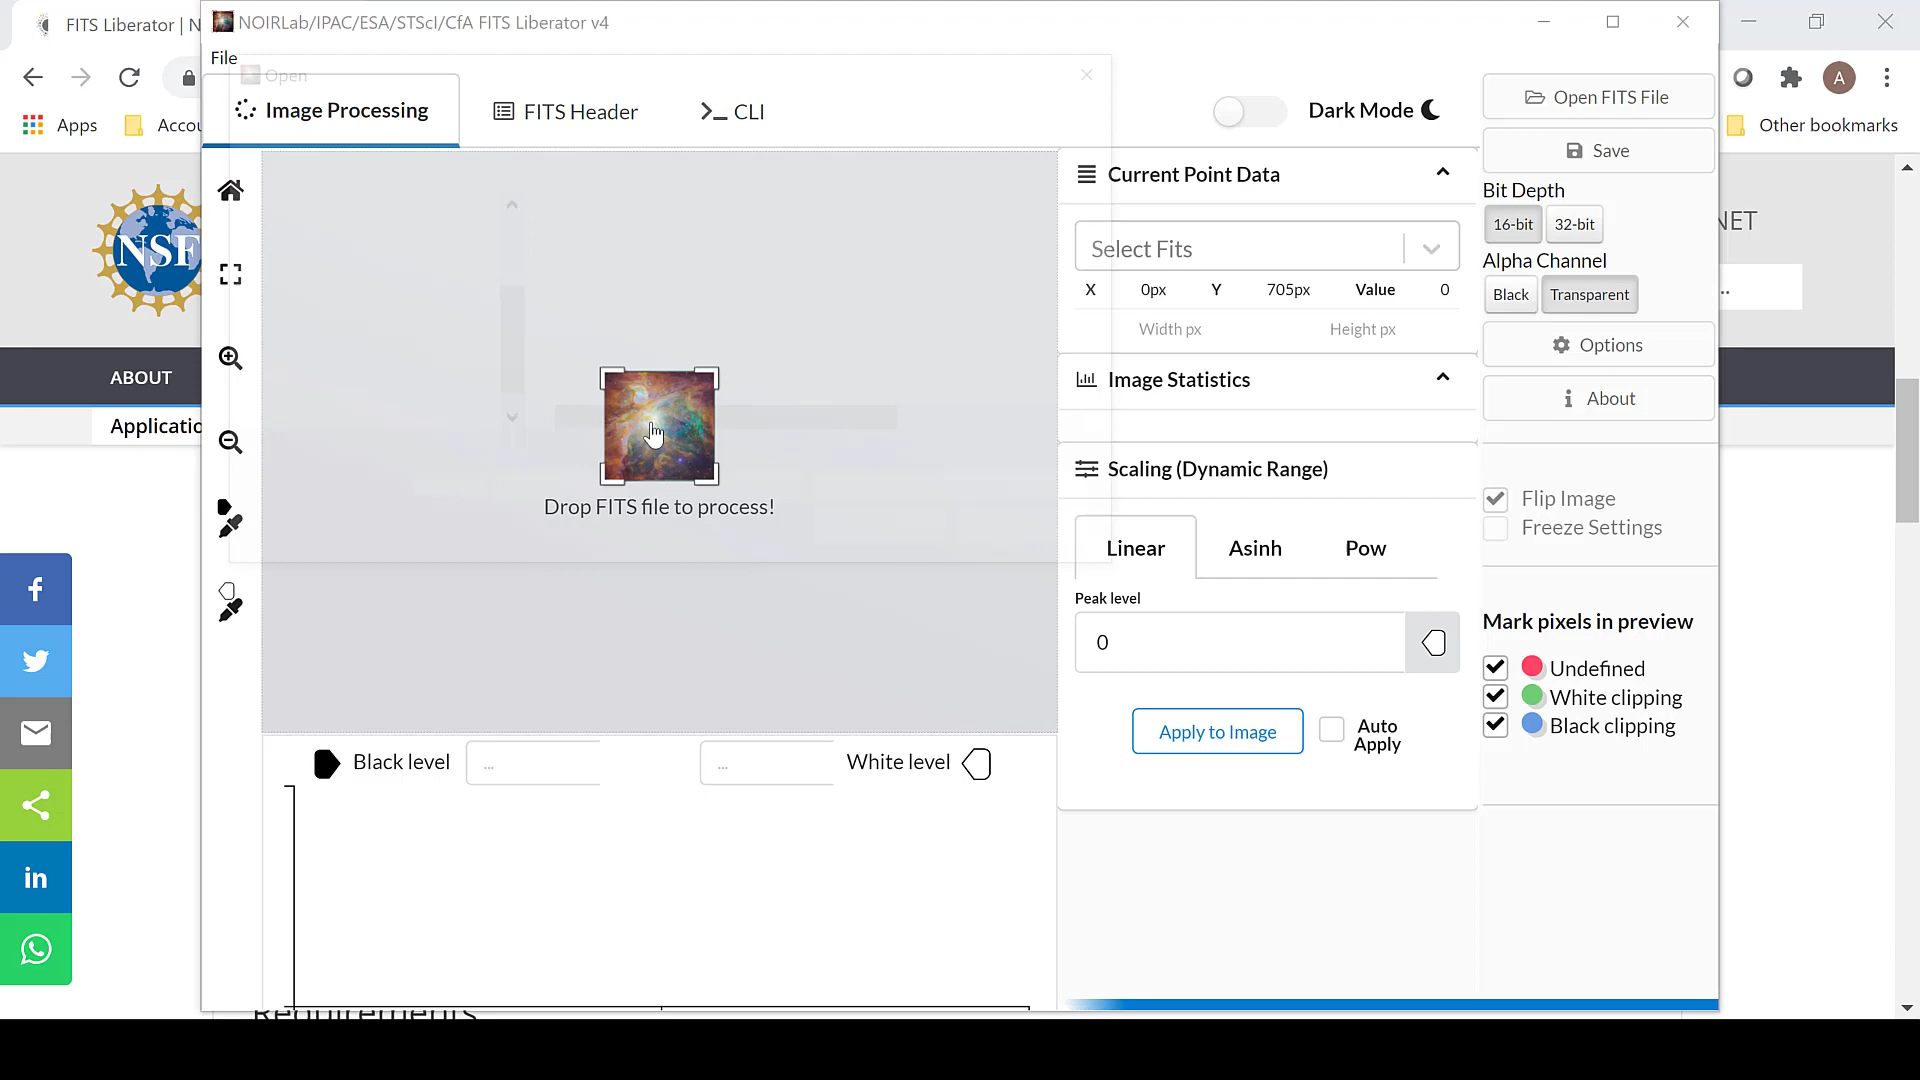 FITS Liberator | N
NOIRLab/IPAC/ESA/STScI/CfA FITS Liberator v4
File
Open
A
Image Processing
FITS Header
CLI
Dark Mode
Open FITS File
Apps
Accou
Other bookmarks
Save
Current Point Data
Bit Depth
16-bit
32-bit
NSF
NET
Select Fits
Alpha Channel
X 0px Y 705px Value 0
Black
Transparent
..
Width px
Height px
Options
ABOUT
Image Statistics
About
Applicatio
Scaling (Dynamic Range)
Flip Image
Drop FITS file to process!
Freeze Settings
Linear
Asinh
Pow
Peak level
0
Mark pixels in preview
Undefined
White clipping
Black clipping
Apply to Image
Auto
Apply
Black level
...
...
White level
in
Requirements